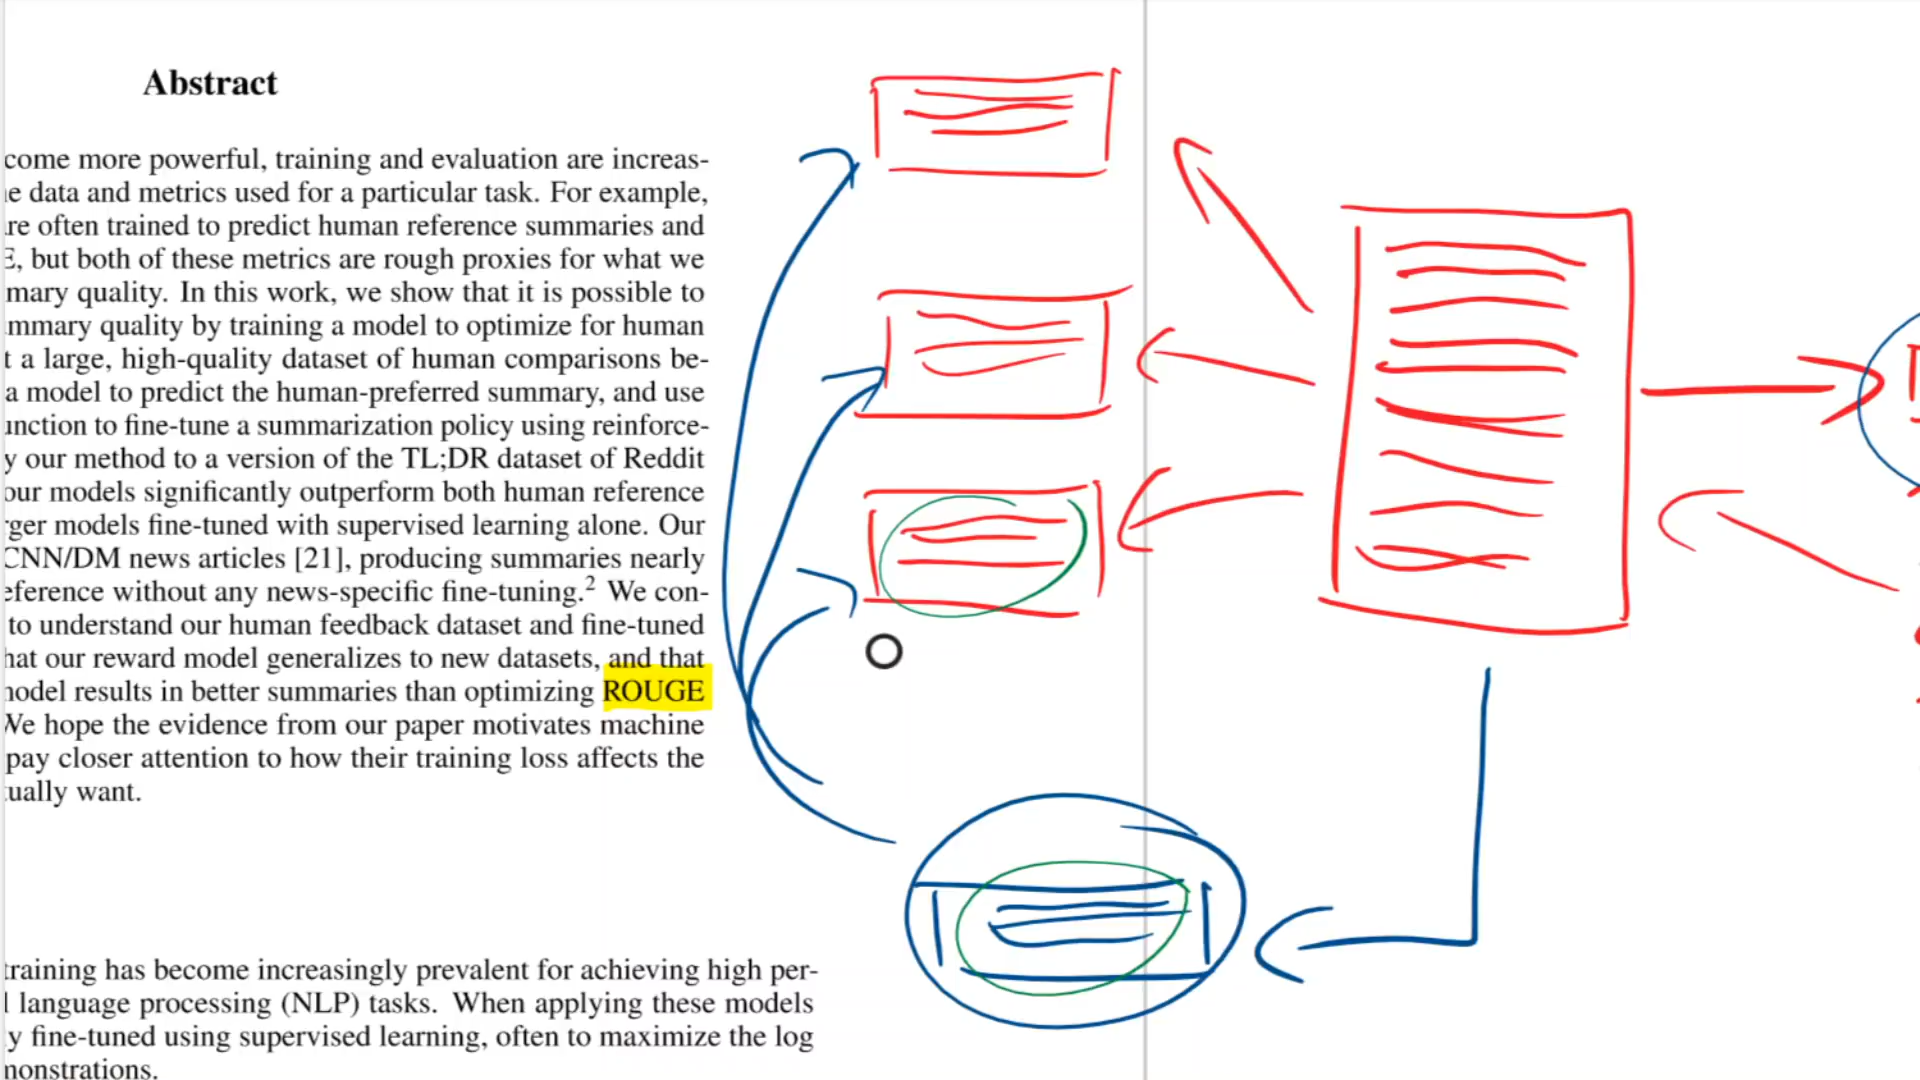 Abstract
come more powerful, training and evaluation are increas-
e data and metrics used for a particular task. For example,
re often trained to predict human reference summaries and
E, but both of these metrics are rough proxies for what we
mary quality. In this work, we show that it is possible to
mmary quality by training a model to optimize for human
t a large, high-quality dataset of human comparisons be-
a model to predict the human-preferred summary, and use
unction to fine-tune a summarization policy using reinforce-
y our method to a version of the TL;DR dataset of Reddit
our models significantly outperform both human reference
rger models fine-tuned with supervised learning alone. Our
CNN/DM news articles [21], producing summaries nearly
eference without any news-specific fine-tuning.² We con-
to understand our human feedback dataset and fine-tuned
hat our reward model generalizes to new datasets, and that
model results in better summaries than optimizing ROUGE
We hope the evidence from our paper motivates machine
pay closer attention to how their training loss affects the
tually want.
training has become increasingly prevalent for achieving high per-
l language processing (NLP) tasks. When applying these models
y fine-tuned using supervised learning, often to maximize the log
monstrations.